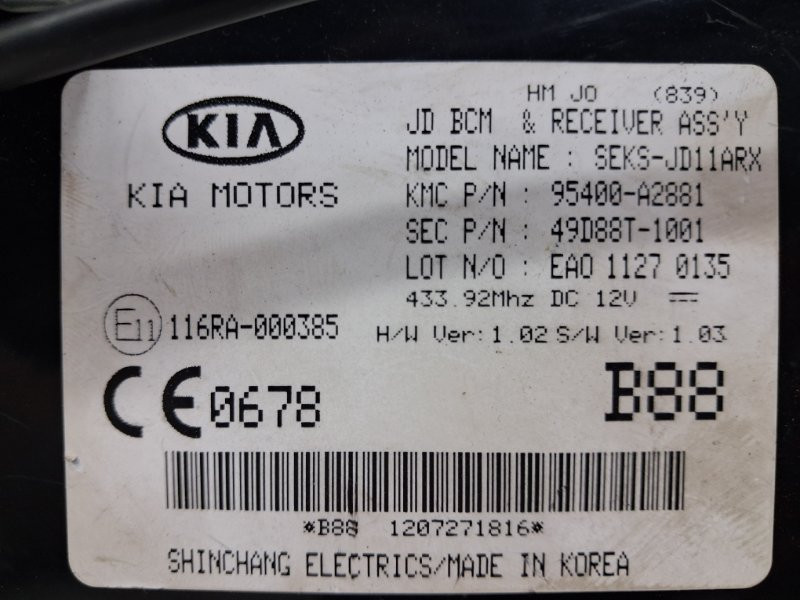 HM JO (839)
KIA
KIA MOTORS
JD BCM & RECEIVER ASS'Y
MODEL NAME : SEKS-JD11ARX
KMC P/N : 95400-A2881
SEC P/N : 49D88T-1001
LOT N/O : EAO 1127 0135
433.92Mhz DC 12V
E11 116RA-000385
H/W Ver: 1.02 S/W Ver: 1.03
CE 0678
B88
*B88 1207271816*
SHINCHANG ELECTRICS/MADE IN KOREA